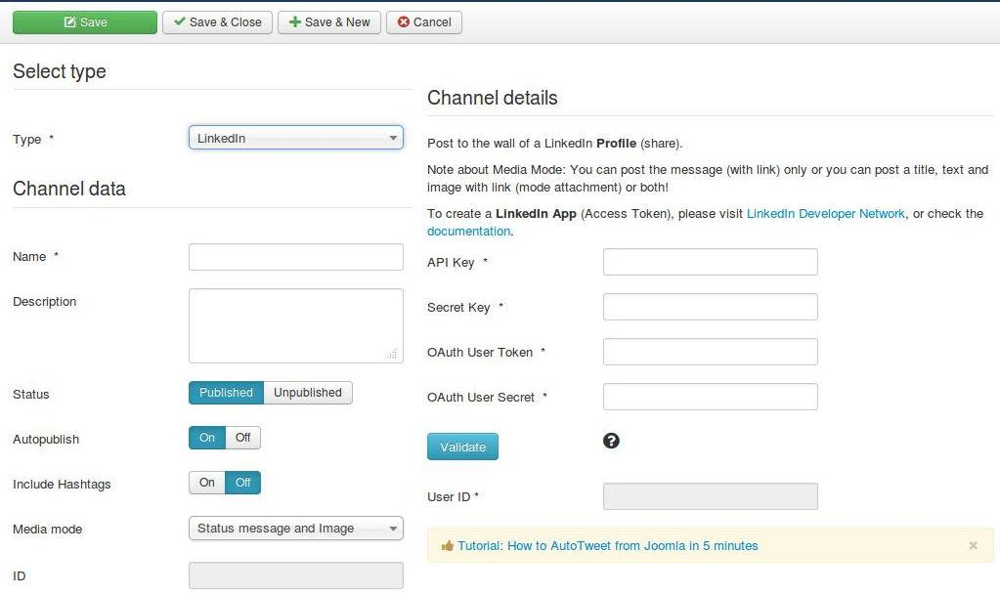 Save
Save & Close
Save & New
Cancel
Select type
Type *
LinkedIn
Channel data
Name *
Description
Status
Published
Unpublished
Autopublish
On
Off
Include Hashtags
On
Off
Media mode
Status message and Image
ID
Channel details
Post to the wall of a LinkedIn Profile (share).
Note about Media Mode: You can post the message (with link) only or you can post a title, text and
image with link (mode attachment) or both!
To create a LinkedIn App (Access Token), please visit LinkedIn Developer Network, or check the
documentation.
API Key *
Secret Key *
OAuth User Token *
OAuth User Secret *
Validate
?
User ID *
Tutorial: How to AutoTweet from Joomla in 5 minutes
×